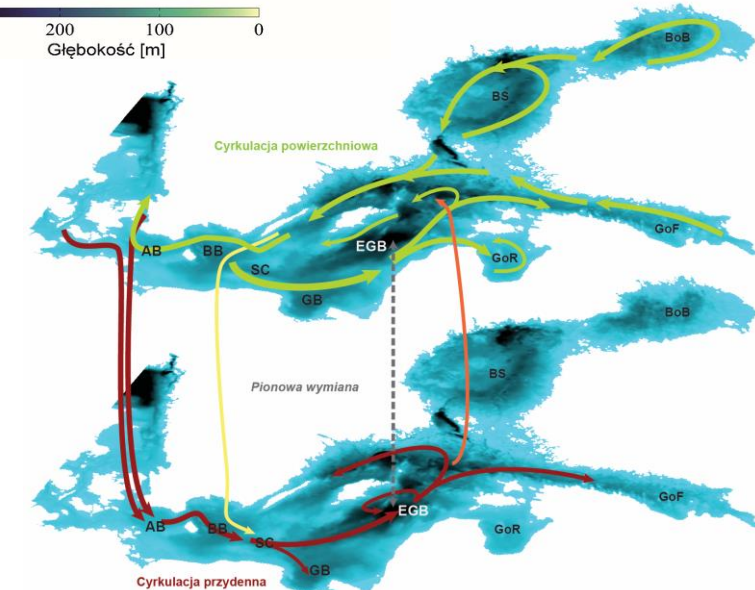 200 100 0
Głębokość [m]
BoB
BS
Cyrkulacja powierzchniowa
GoF
AB BB EGB
SC GoR
GB
BoB
BS
Pionowa wymiana
GoF
EGB
AB BB GoR
SC
GB
Cyrkulacja przydenna